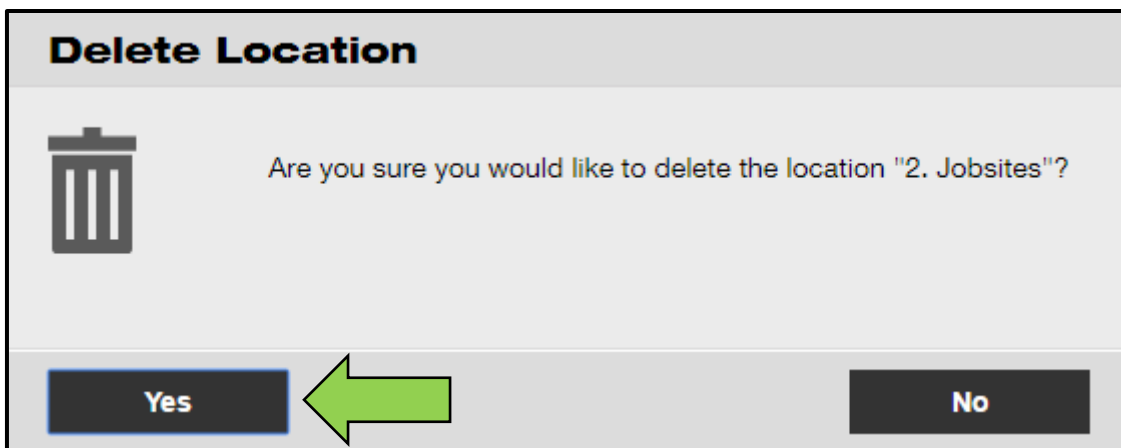 Delete Location
Are you sure you would like to delete the location "2. Jobsites"?
Yes
No